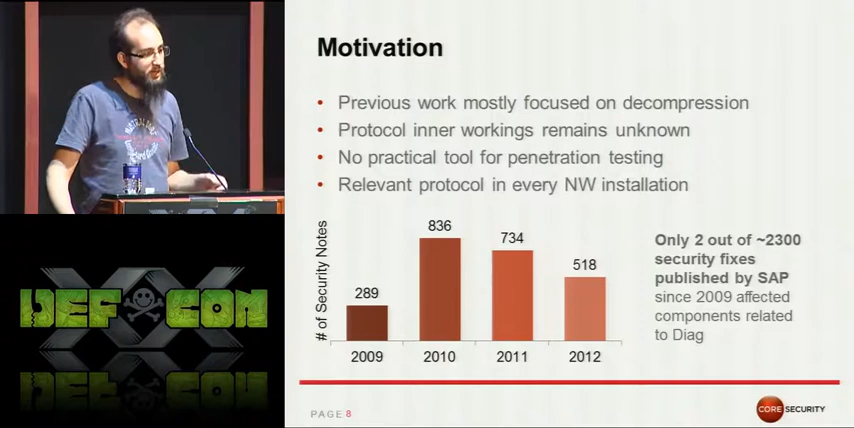 Motivation
• Previous work mostly focused on decompression
• Protocol inner workings remains unknown
• No practical tool for penetration testing
• Relevant protocol in every NW installation
# of Security Notes
289
836
734
518
2009
2010
2011
2012
Only 2 out of ~2300
security fixes
published by SAP
since 2009 affected
components related
to Diag
PAGE 8
CORE SECURITY
XX
DEF CON